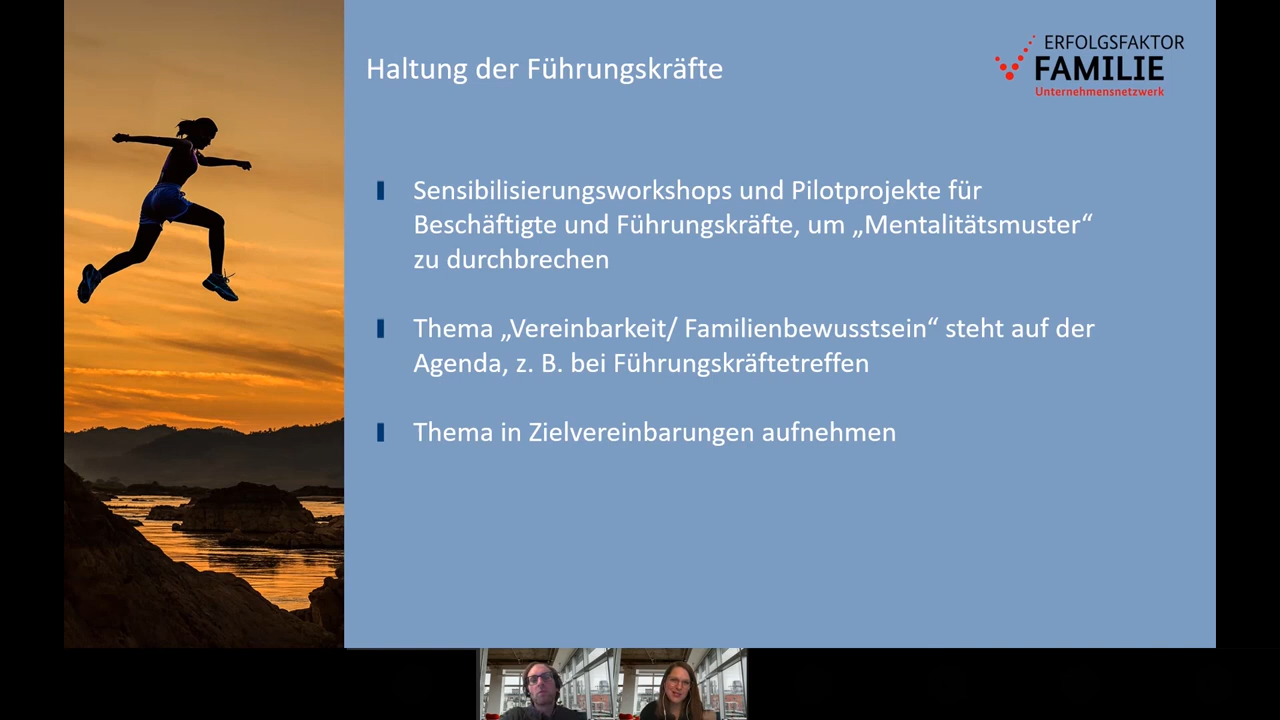 Haltung der Führungskräfte
ERFOLGSFAKTOR
FAMILIE
Unternehmensnetzwerk
Sensibilisierungsworkshops und Pilotprojekte für
Beschäftigte und Führungskräfte, um „Mentalitätsmuster“
zu durchbrechen
Thema „Vereinbarkeit/ Familienbewusstsein“ steht auf der
Agenda, z. B. bei Führungskräftetreffen
Thema in Zielvereinbarungen aufnehmen